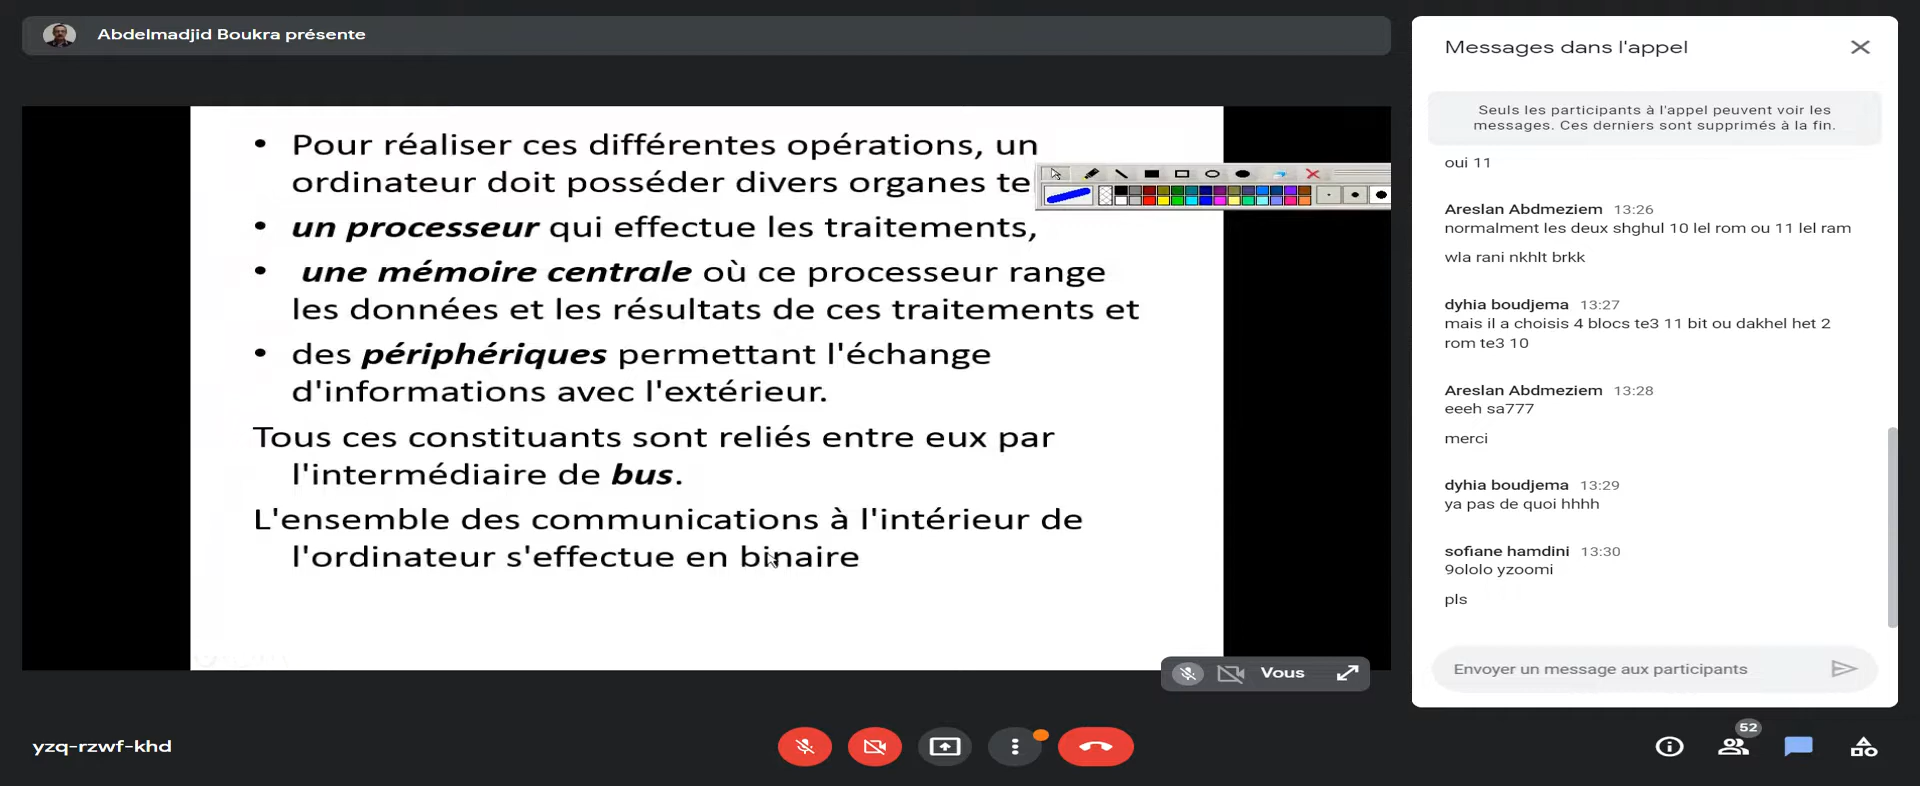 Abdelmadjid Boukra présente
• Pour réaliser ces différentes opérations, un
ordinateur doit posséder divers organes te
• un processeur qui effectue les traitements,
• une mémoire centrale où ce processeur range
les données et les résultats de ces traitements et
• des périphériques permettant l'échange
d'informations avec l'extérieur.
Tous ces constituants sont reliés entre eux par
l'intermédiaire de bus.
L'ensemble des communications à l'intérieur de
l'ordinateur s'effectue en binaire
Vous
yzq-rzwf-khd
Messages dans l'appel
Seuls les participants à l'appel peuvent voir les
messages. Ces derniers sont supprimés à la fin.
oui 11
Areslan Abdmeziem 13:26
normalment les deux shghul 10 lel rom ou 11 lel ram
wla rani nkhlt brkk
dyhia boudjema 13:27
mais il a choisis 4 blocs te3 11 bit ou dakhel het 2
rom te3 10
Areslan Abdmeziem 13:28
eeeh sa777
merci
dyhia boudjema 13:29
ya pas de quoi hhhh
sofiane hamdini 13:30
9ololo yzoomi
pls
Envoyer un message aux participants
52